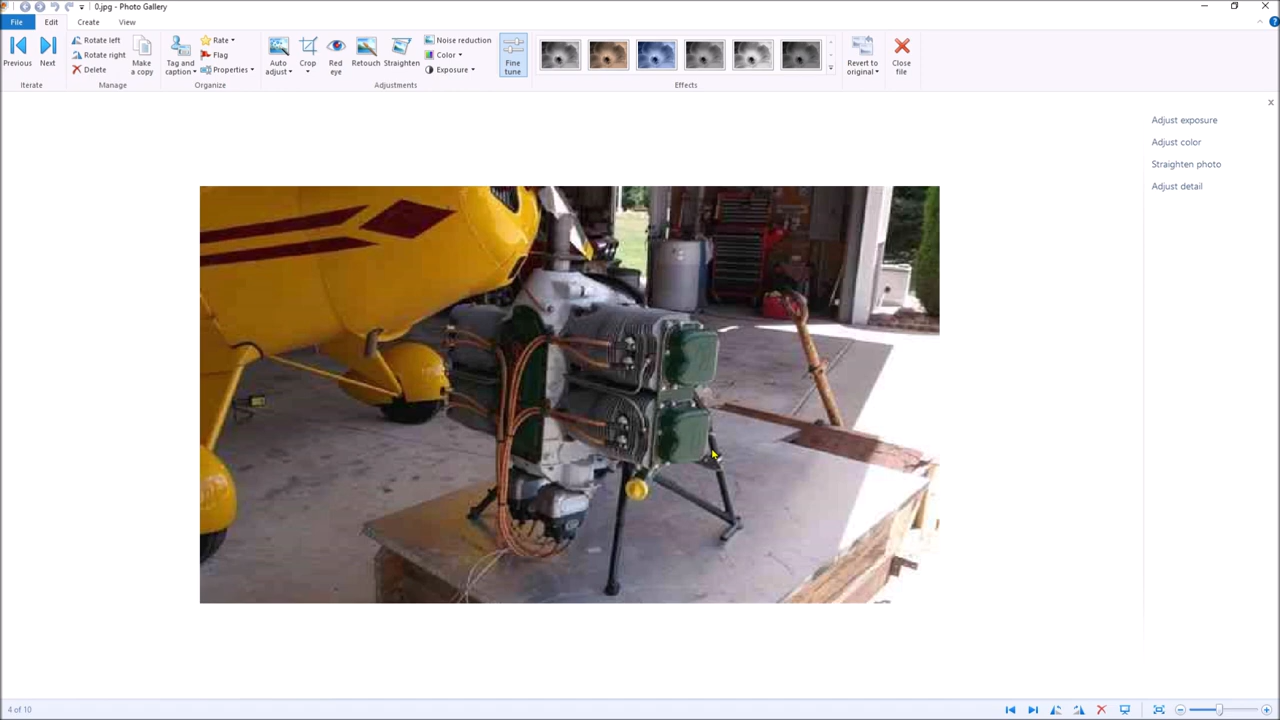 0.jpg - Photo Gallery
File
Edit
Create
View
Previous
Next
Iterate
Rotate left
Rotate right
Delete
Make a copy
Manage
Tag and caption
Rate
Flag
Properties
Organize
Auto adjust
Crop
Red eye
Retouch
Straighten
Noise reduction
Color
Exposure
Adjustments
Fine tune
Effects
Revert to original
Close file
Adjust exposure
Adjust color
Straighten photo
Adjust detail
4 of 10